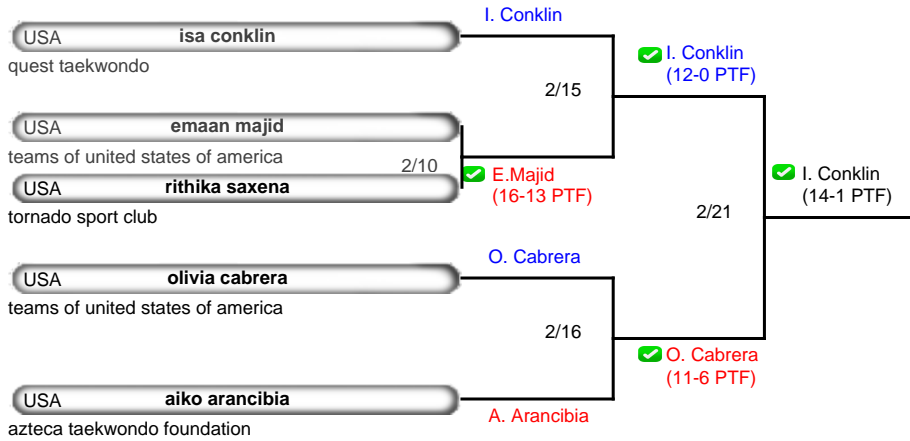 I. Conklin
USA isa conklin
quest taekwondo
I. Conklin
(12-0 PTF)
2/15
USA emaan majid
teams of united states of america
2/10
E.Majid
(16-13 PTF)
USA rithika saxena
tornado sport club
I. Conklin
(14-1 PTF)
2/21
O. Cabrera
USA olivia cabrera
teams of united states of america
2/16
O. Cabrera
(11-6 PTF)
USA aiko arancibia
A. Arancibia
azteca taekwondo foundation